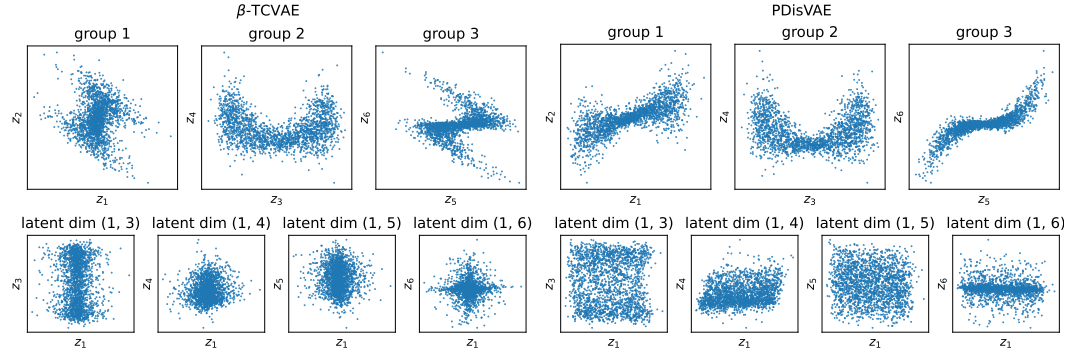 β-TCVAE
PDisVAE
group 1
group 2
group 3
group 1
group 2
group 3
z2
z4
z6
z2
z4
z6
z1
z3
z5
z1
z3
z5
latent dim (1, 3)
latent dim (1, 4)
latent dim (1, 5)
latent dim (1, 6)
latent dim (1, 3)
latent dim (1, 4)
latent dim (1, 5)
latent dim (1, 6)
z3
z4
z5
z6
z3
z4
z5
z6
z1
z1
z1
z1
z1
z1
z1
z1